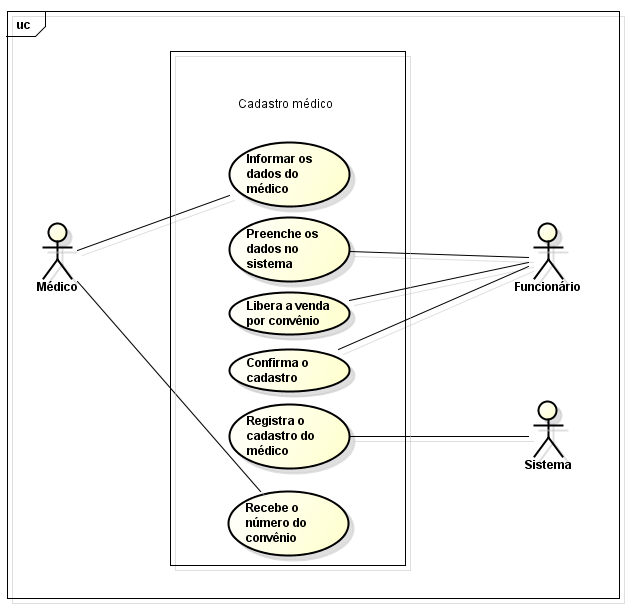 uc
Cadastro médico
Informar os
dados do
médico
Preenche os
dados no
sistema
Médico
Funcionário
Libera a venda
por convênio
Confirma o
cadastro
Registra o
cadastro do
médico
Sistema
Recebe o
número do
convênio